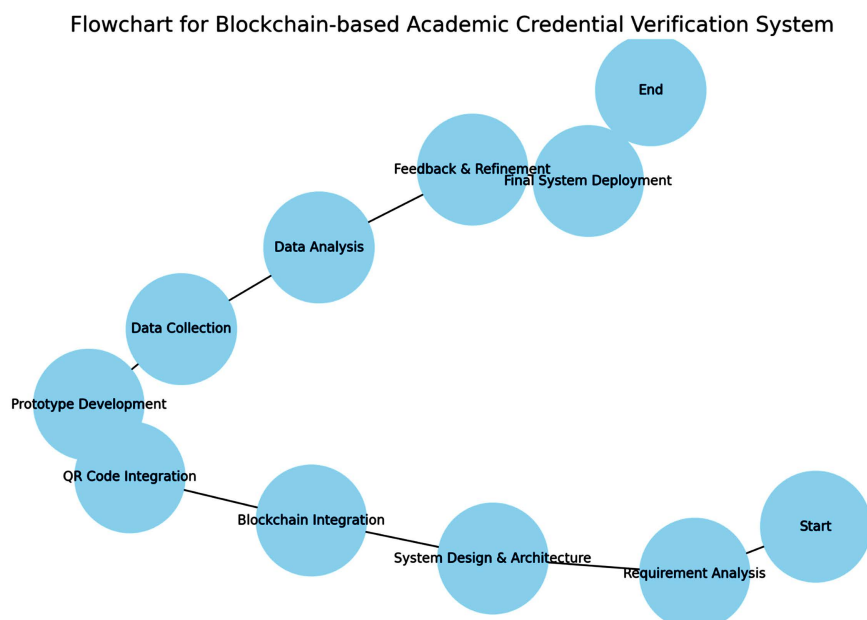 Flowchart for Blockchain-based Academic Credential Verification System
End
Feedback & Refinement
Final System Deployment
Data Analysis
Data Collection
Prototype Development
QR Code Integration
Blockchain Integration
System Design & Architecture
Requirement Analysis
Start